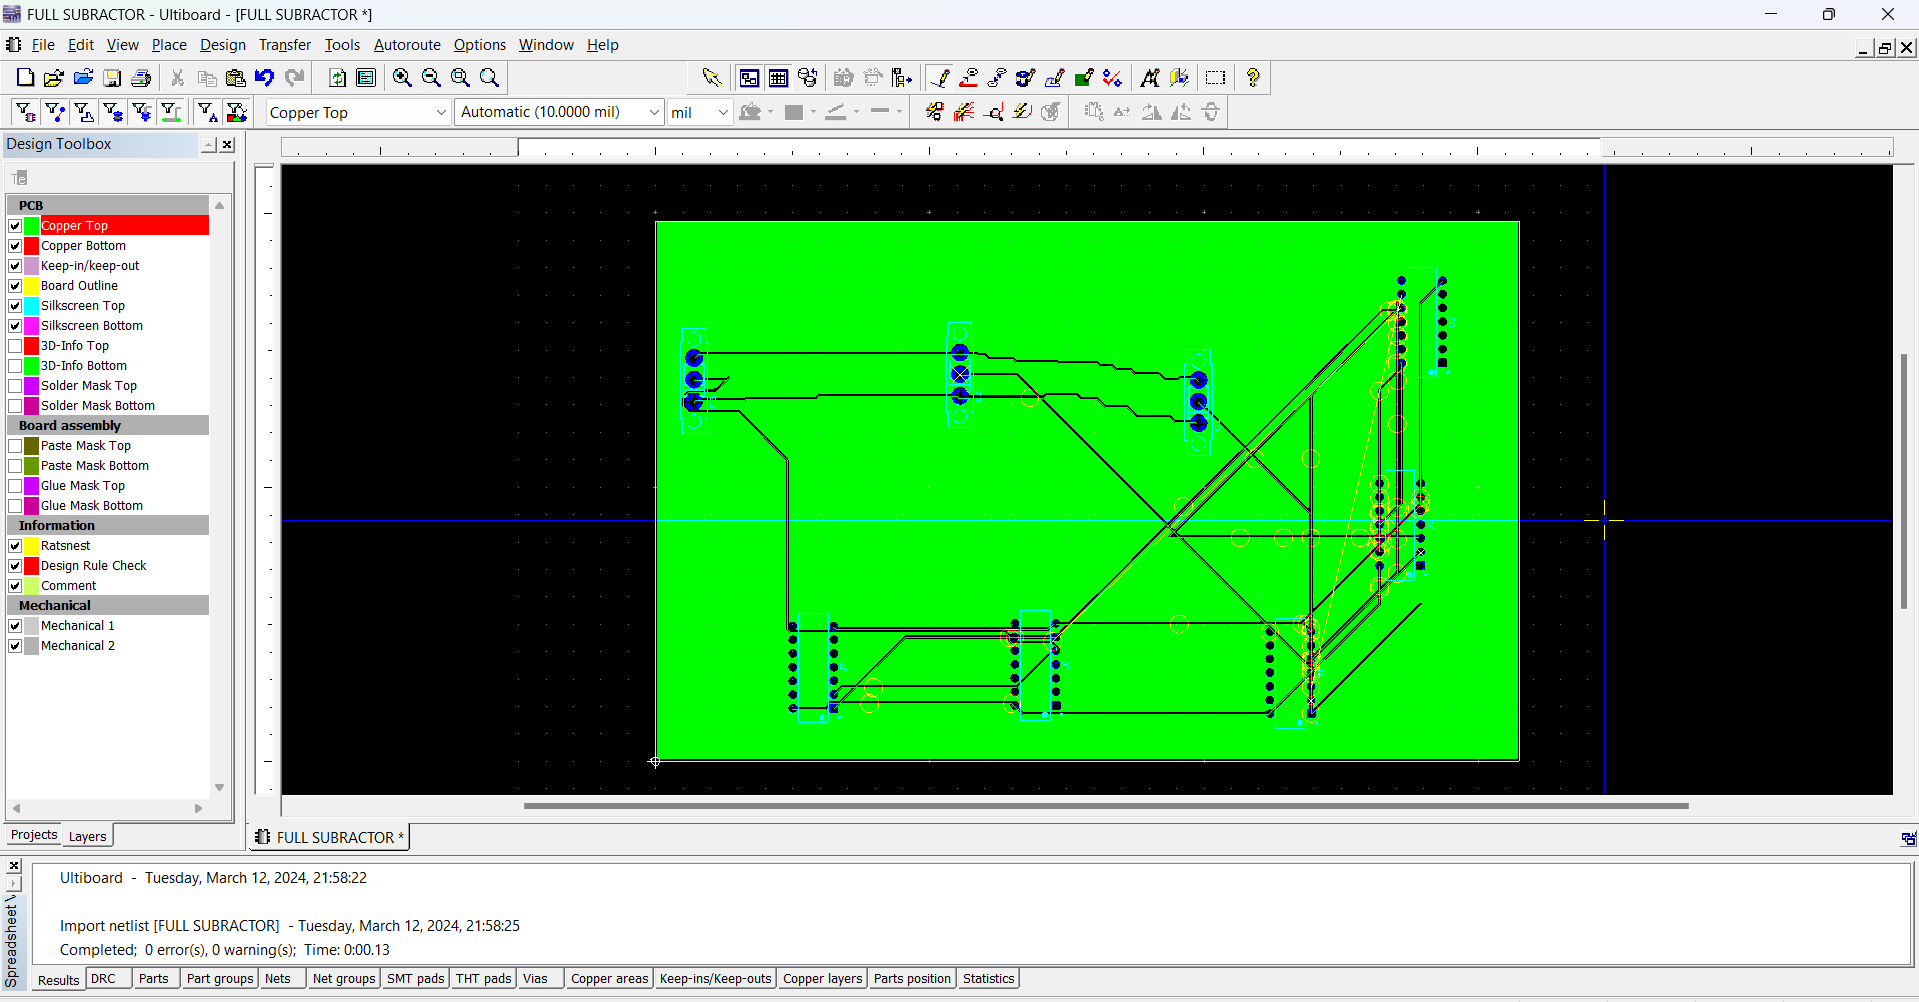 FULL SUBRACTOR - Ultiboard - [FULL SUBRACTOR *]
File Edit View Place Design Transfer Tools Autoroute Options Window Help
Copper Top Automatic (10.0000 mil) mil
Design Toolbox
PCB
Copper Top
Copper Bottom
Keep-in/keep-out
Board Outline
Silkscreen Top
Silkscreen Bottom
3D-Info Top
3D-Info Bottom
Solder Mask Top
Solder Mask Bottom
Board assembly
Paste Mask Top
Paste Mask Bottom
Glue Mask Top
Glue Mask Bottom
Information
Ratsnest
Design Rule Check
Comment
Mechanical
Mechanical 1
Mechanical 2
Projects Layers
FULL SUBRACTOR *
Ultiboard - Tuesday, March 12, 2024, 21:58:22
Import netlist [FULL SUBRACTOR] - Tuesday, March 12, 2024, 21:58:25
Completed; 0 error(s), 0 warning(s); Time: 0:00.13
Spreadsheet V
Results DRC Parts Part groups Nets Net groups SMT pads THT pads Vias Copper areas Keep-ins/Keep-outs Copper layers Parts position Statistics